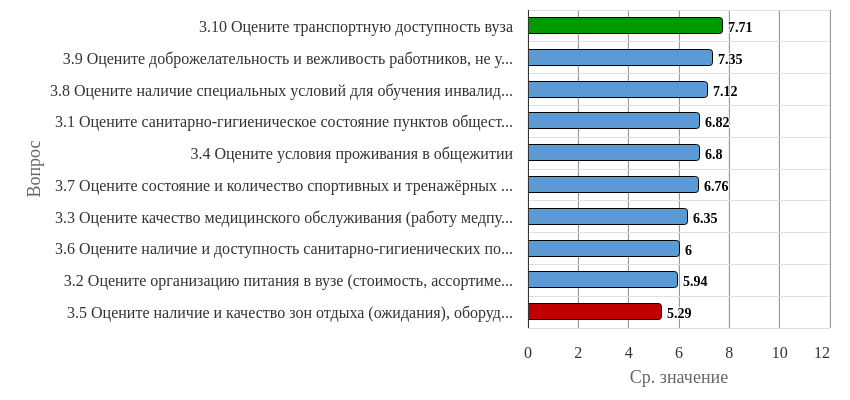 3.10 Оцените транспортную доступность вуза 7.71
3.9 Оцените доброжелательность и вежливость работников, не у... 7.35
3.8 Оцените наличие специальных условий для обучения инвалид... 7.12
3.1 Оцените санитарно-гигиеническое состояние пунктов общест... 6.82
3.4 Оцените условия проживания в общежитии 6.8
3.7 Оцените состояние и количество спортивных и тренажёрных ... 6.76
3.3 Оцените качество медицинского обслуживания (работу медпу... 6.35
3.6 Оцените наличие и доступность санитарно-гигиенических по... 6
3.2 Оцените организацию питания в вузе (стоимость, ассортиме... 5.94
3.5 Оцените наличие и качество зон отдыха (ожидания), оборуд... 5.29
Вопрос
0 2 4 6 8 10 12
Ср. значение